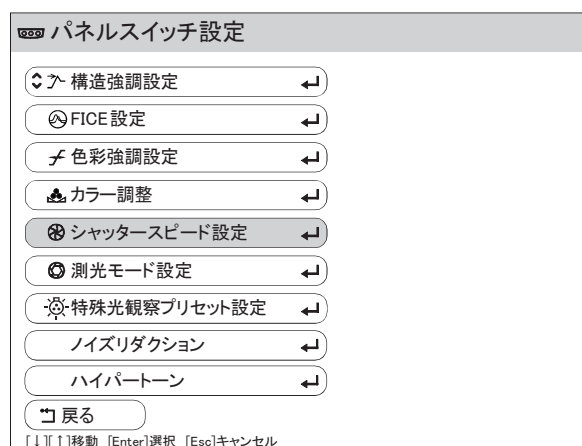 パネルスイッチ設定
構造強調設定
FICE設定
色彩強調設定
カラー調整
シャッタースピード設定
測光モード設定
特殊光観察プリセット設定
ノイズリダクション
ハイパートーン
戻る
[↓][↑]移動 [Enter]選択 [Esc]キャンセル